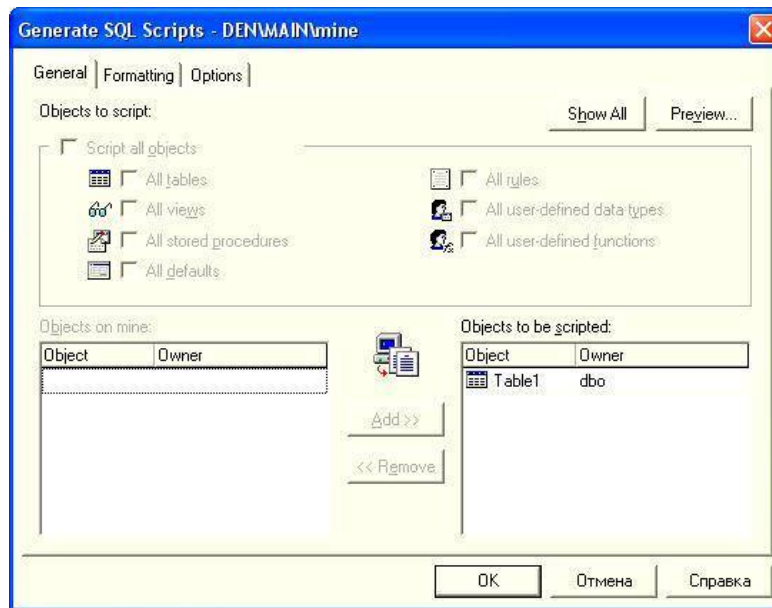 Generate SQL Scripts - DEN\MAIN\mine
General Formatting Options
Objects to script:
Show All Preview...
Script all objects
All tables All rules
All views All user-defined data types
All stored procedures All user-defined functions
All defaults
Objects on mine: Objects to be scripted:
Object Owner Object Owner
Table1 dbo
Add >>
<< Remove
OK Отмена Справка